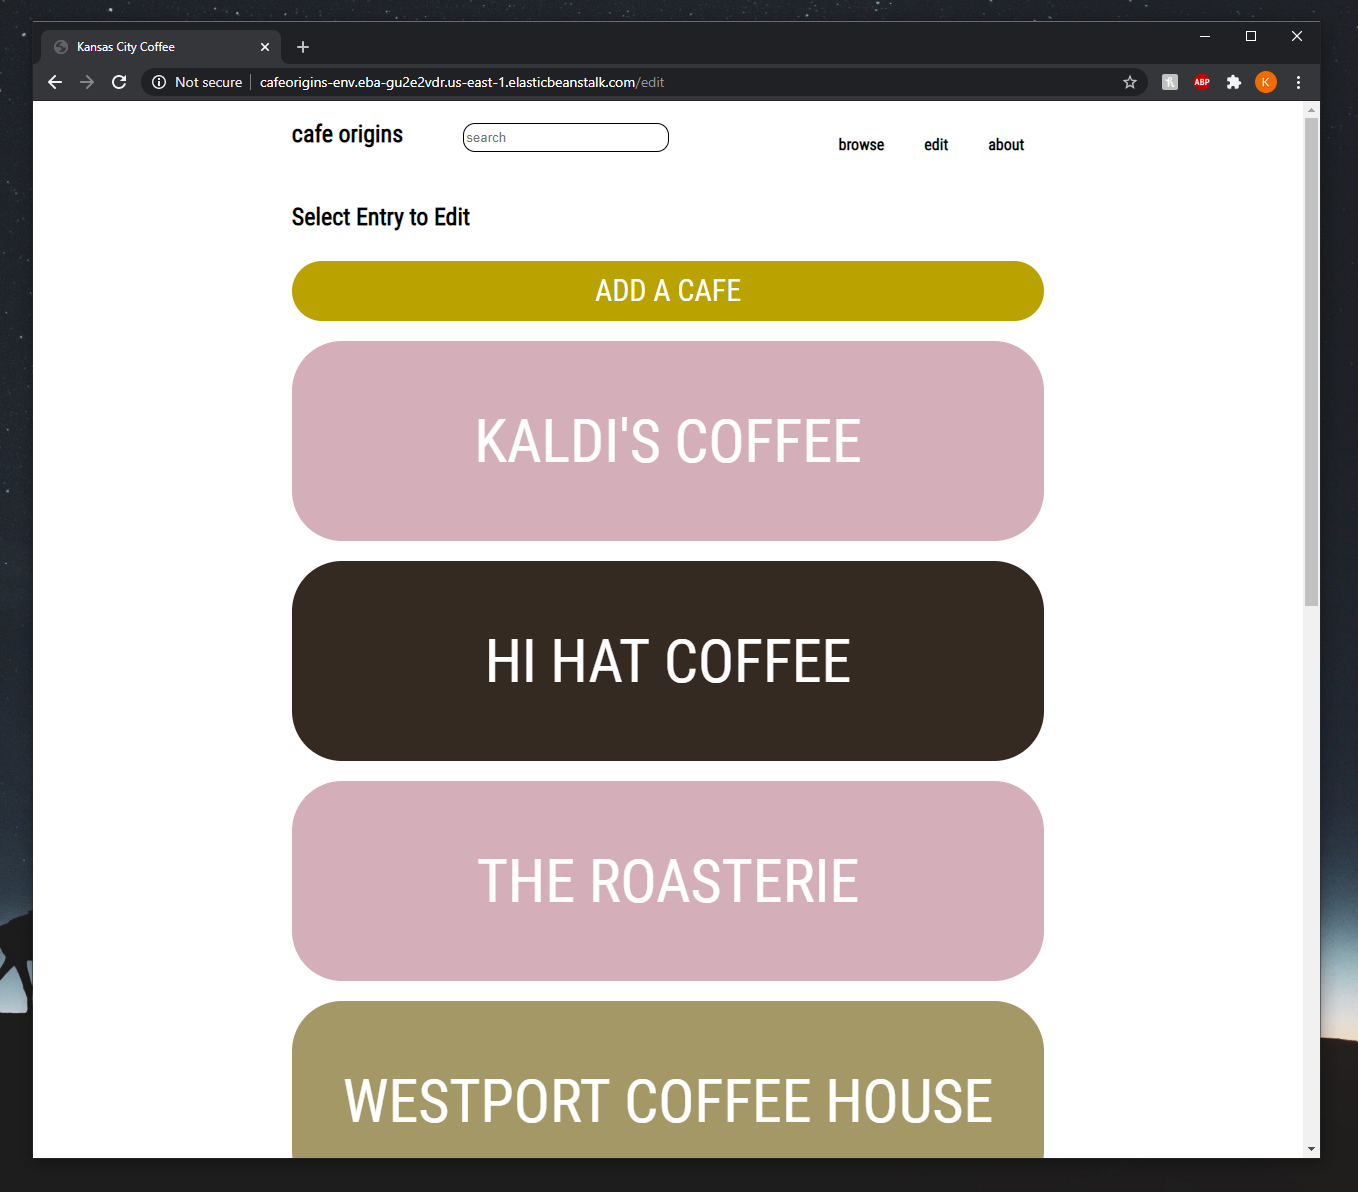 Kansas City Coffee
Not secure cafeorigins-env.eba-gu2e2vdr.us-east-1.elasticbeanstalk.com/edit ABP K
cafe origins search browse edit about
Select Entry to Edit
ADD A CAFE
KALDI'S COFFEE
HI HAT COFFEE
THE ROASTERIE
WESTPORT COFFEE HOUSE